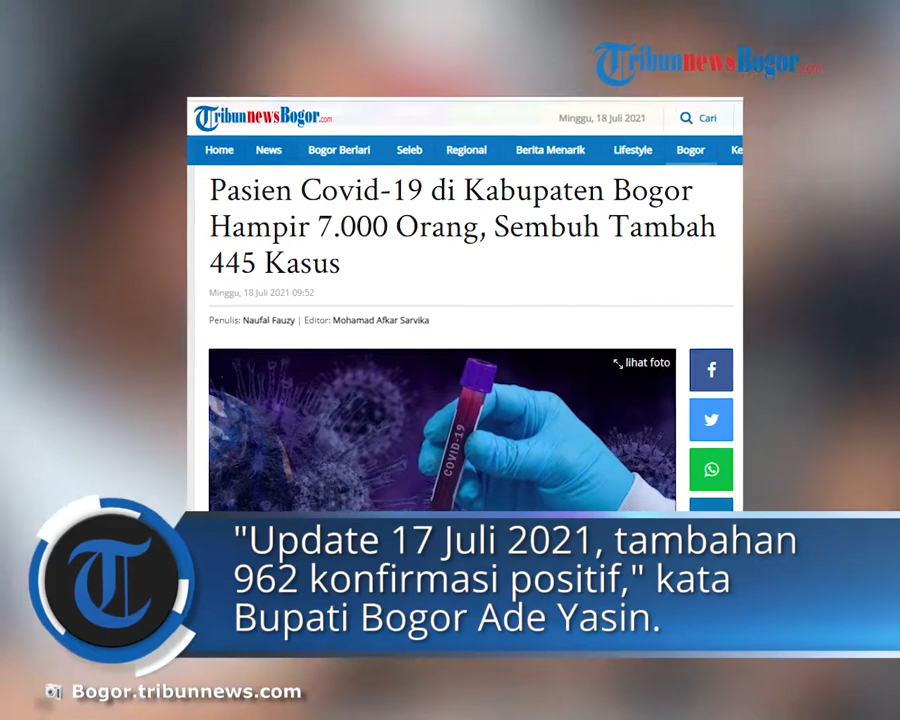 TribunnewsBogor.com
TribunnewsBogor.com
Minggu, 18 Juli 2021
Cari
Home News Bogor Berlari Seleb Regional Berita Menarik Lifestyle Bogor Ke
Pasien Covid-19 di Kabupaten Bogor
Hampir 7.000 Orang, Sembuh Tambah
445 Kasus
Minggu, 18 Juli 2021 09:52
Penulis: Naufal Fauzy | Editor: Mohamad Afkar Sarvika
lihat foto
COVID-19
"Update 17 Juli 2021, tambahan
962 konfirmasi positif," kata
Bupati Bogor Ade Yasin.
Bogor.tribunnews.com